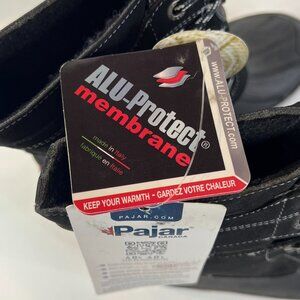 ALU-Protect®
membrane
made in Italy
fabriqué en Italie
KEEP YOUR WARMTH - GARDEZ VOTRE CHALEUR
www.ALU-PROTECT.com
PAJAR.COM
Pajar
CANADA